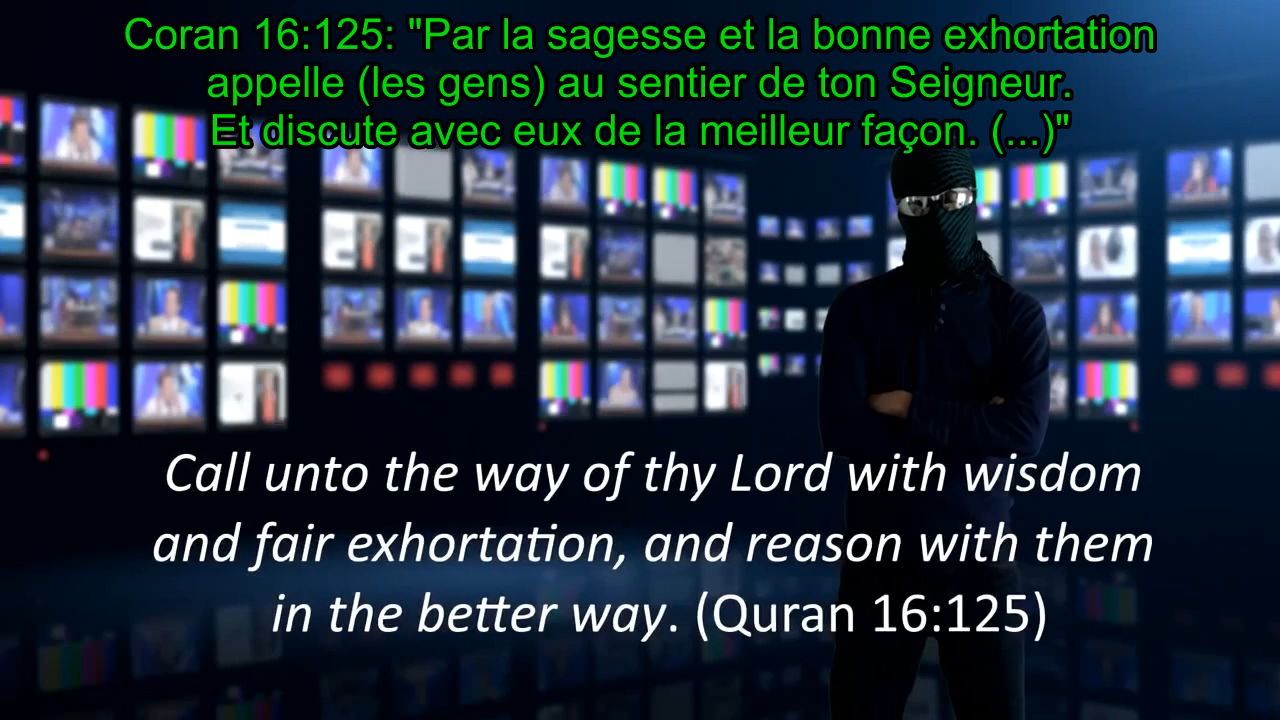 Coran 16:125: "Par la sagesse et la bonne exhortation
appelle (les gens) au sentier de ton Seigneur.
Et discute avec eux de la meilleur façon. (...)"
Call unto the way of thy Lord with wisdom
and fair exhortation, and reason with them
in the better way. (Quran 16:125)